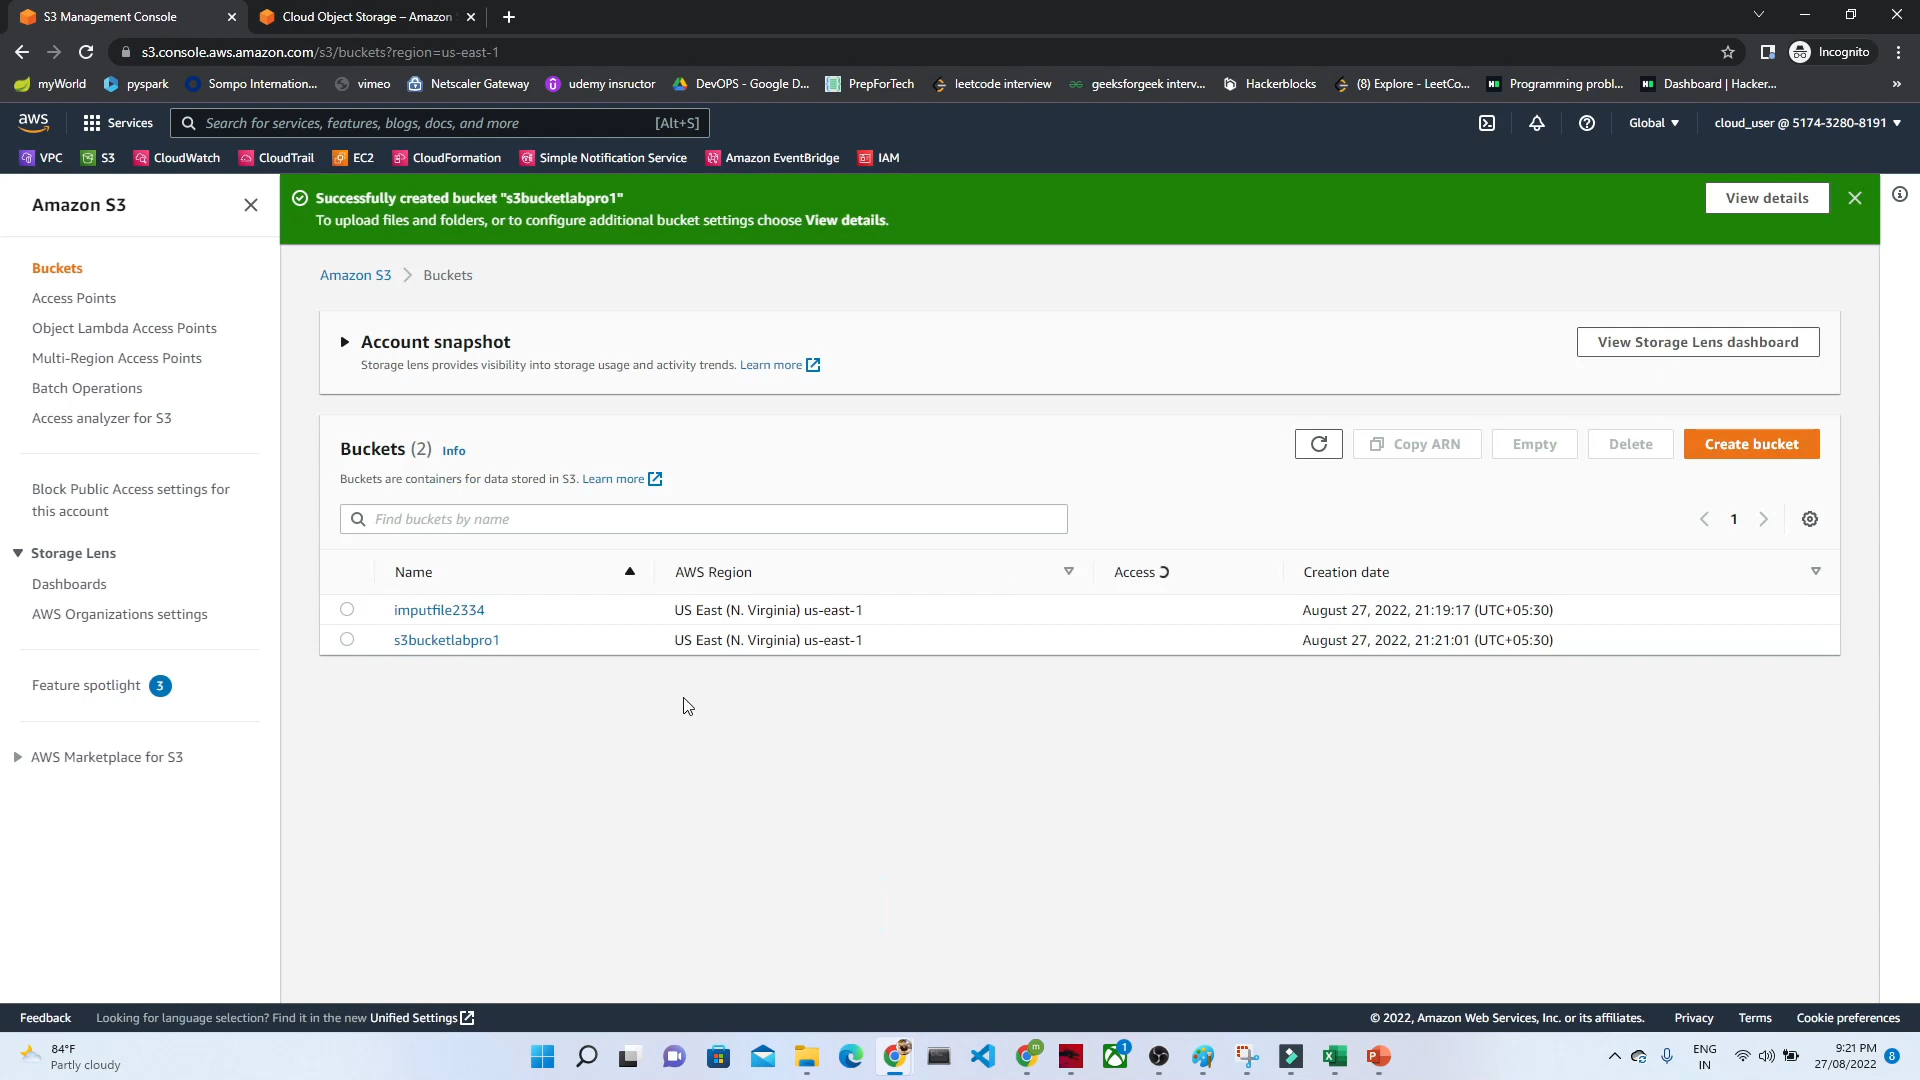 S3 Management Console
Cloud Object Storage – Amazon
s3.console.aws.amazon.com/s3/buckets?region=us-east-1
Incognito
myWorld
pyspark
Sompo Internation...
vimeo
Netscaler Gateway
udemy insructor
DevOPS - Google D...
PrepForTech
leetcode interview
geeksforgeek interv...
Hackerblocks
(8) Explore - LeetCo...
Programming probl...
Dashboard | Hacker...
aws
Services
Search for services, features, blogs, docs, and more
[Alt+S]
Global
cloud_user @ 5174-3280-8191
VPC
S3
CloudWatch
CloudTrail
EC2
CloudFormation
Simple Notification Service
Amazon EventBridge
IAM
Amazon S3
Buckets
Access Points
Object Lambda Access Points
Multi-Region Access Points
Batch Operations
Access analyzer for S3
Block Public Access settings for
this account
Storage Lens
Dashboards
AWS Organizations settings
Feature spotlight 3
AWS Marketplace for S3
Successfully created bucket "s3bucketlabpro1"
To upload files and folders, or to configure additional bucket settings choose View details.
View details
Amazon S3 > Buckets
Account snapshot
Storage lens provides visibility into storage usage and activity trends. Learn more
View Storage Lens dashboard
Buckets (2) Info
Buckets are containers for data stored in S3. Learn more
Copy ARN
Empty
Delete
Create bucket
Find buckets by name
1
Name
AWS Region
Access
Creation date
imputfile2334
US East (N. Virginia) us-east-1
August 27, 2022, 21:19:17 (UTC+05:30)
s3bucketlabpro1
US East (N. Virginia) us-east-1
August 27, 2022, 21:21:01 (UTC+05:30)
Feedback
Looking for language selection? Find it in the new Unified Settings
© 2022, Amazon Web Services, Inc. or its affiliates.
Privacy
Terms
Cookie preferences
84°F
Partly cloudy
m
1
ENG
IN
9:21 PM
27/08/2022
8